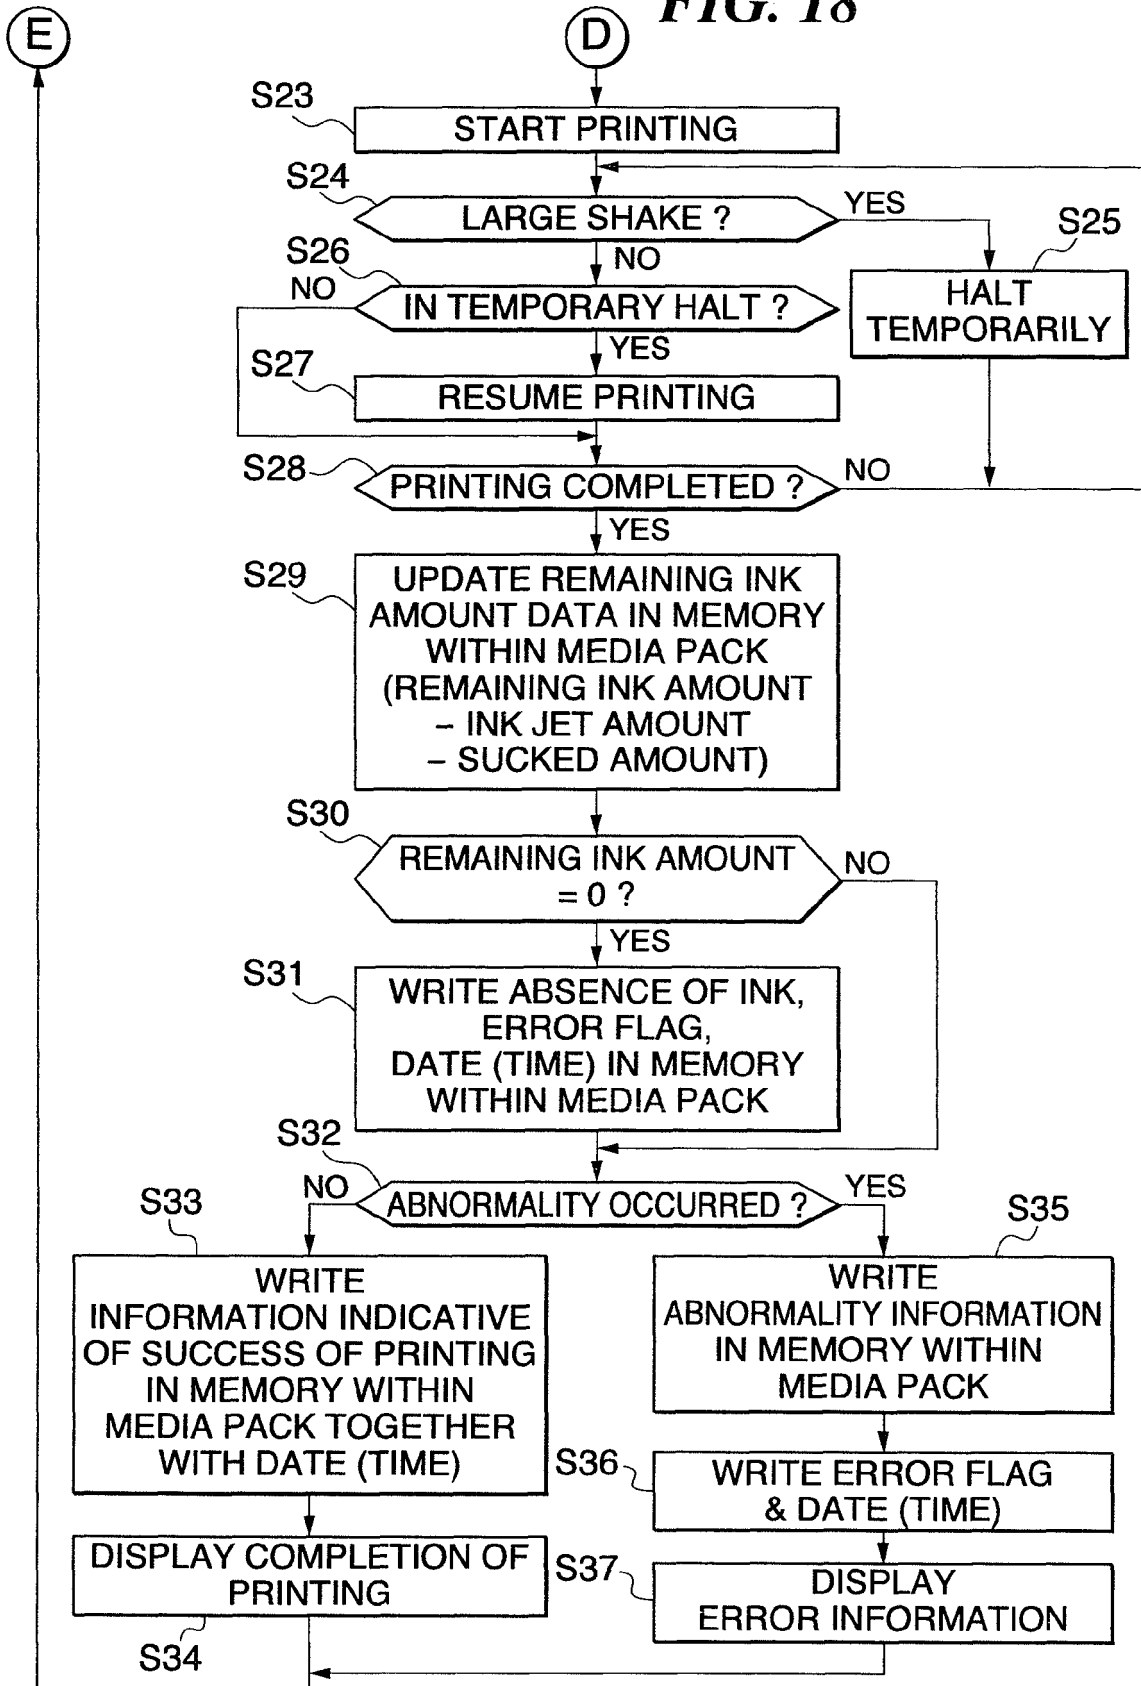 FIG. 18
E
D
S23
START PRINTING
S24
LARGE SHAKE ?
YES
S25
HALT
TEMPORARILY
NO
S26
NO
IN TEMPORARY HALT ?
YES
S27
RESUME PRINTING
S28
PRINTING COMPLETED ?
NO
YES
S29
UPDATE REMAINING INK
AMOUNT DATA IN MEMORY
WITHIN MEDIA PACK
(REMAINING INK AMOUNT
– INK JET AMOUNT
– SUCKED AMOUNT)
S30
REMAINING INK AMOUNT
= 0 ?
NO
YES
S31
WRITE ABSENCE OF INK,
ERROR FLAG,
DATE (TIME) IN MEMORY
WITHIN MEDIA PACK
S32
NO
ABNORMALITY OCCURRED ?
YES
S33
WRITE
INFORMATION INDICATIVE
OF SUCCESS OF PRINTING
IN MEMORY WITHIN
MEDIA PACK TOGETHER
WITH DATE (TIME)
DISPLAY COMPLETION OF
PRINTING
S34
S35
WRITE
ABNORMALITY INFORMATION
IN MEMORY WITHIN
MEDIA PACK
S36
WRITE ERROR FLAG
& DATE (TIME)
S37
DISPLAY
ERROR INFORMATION